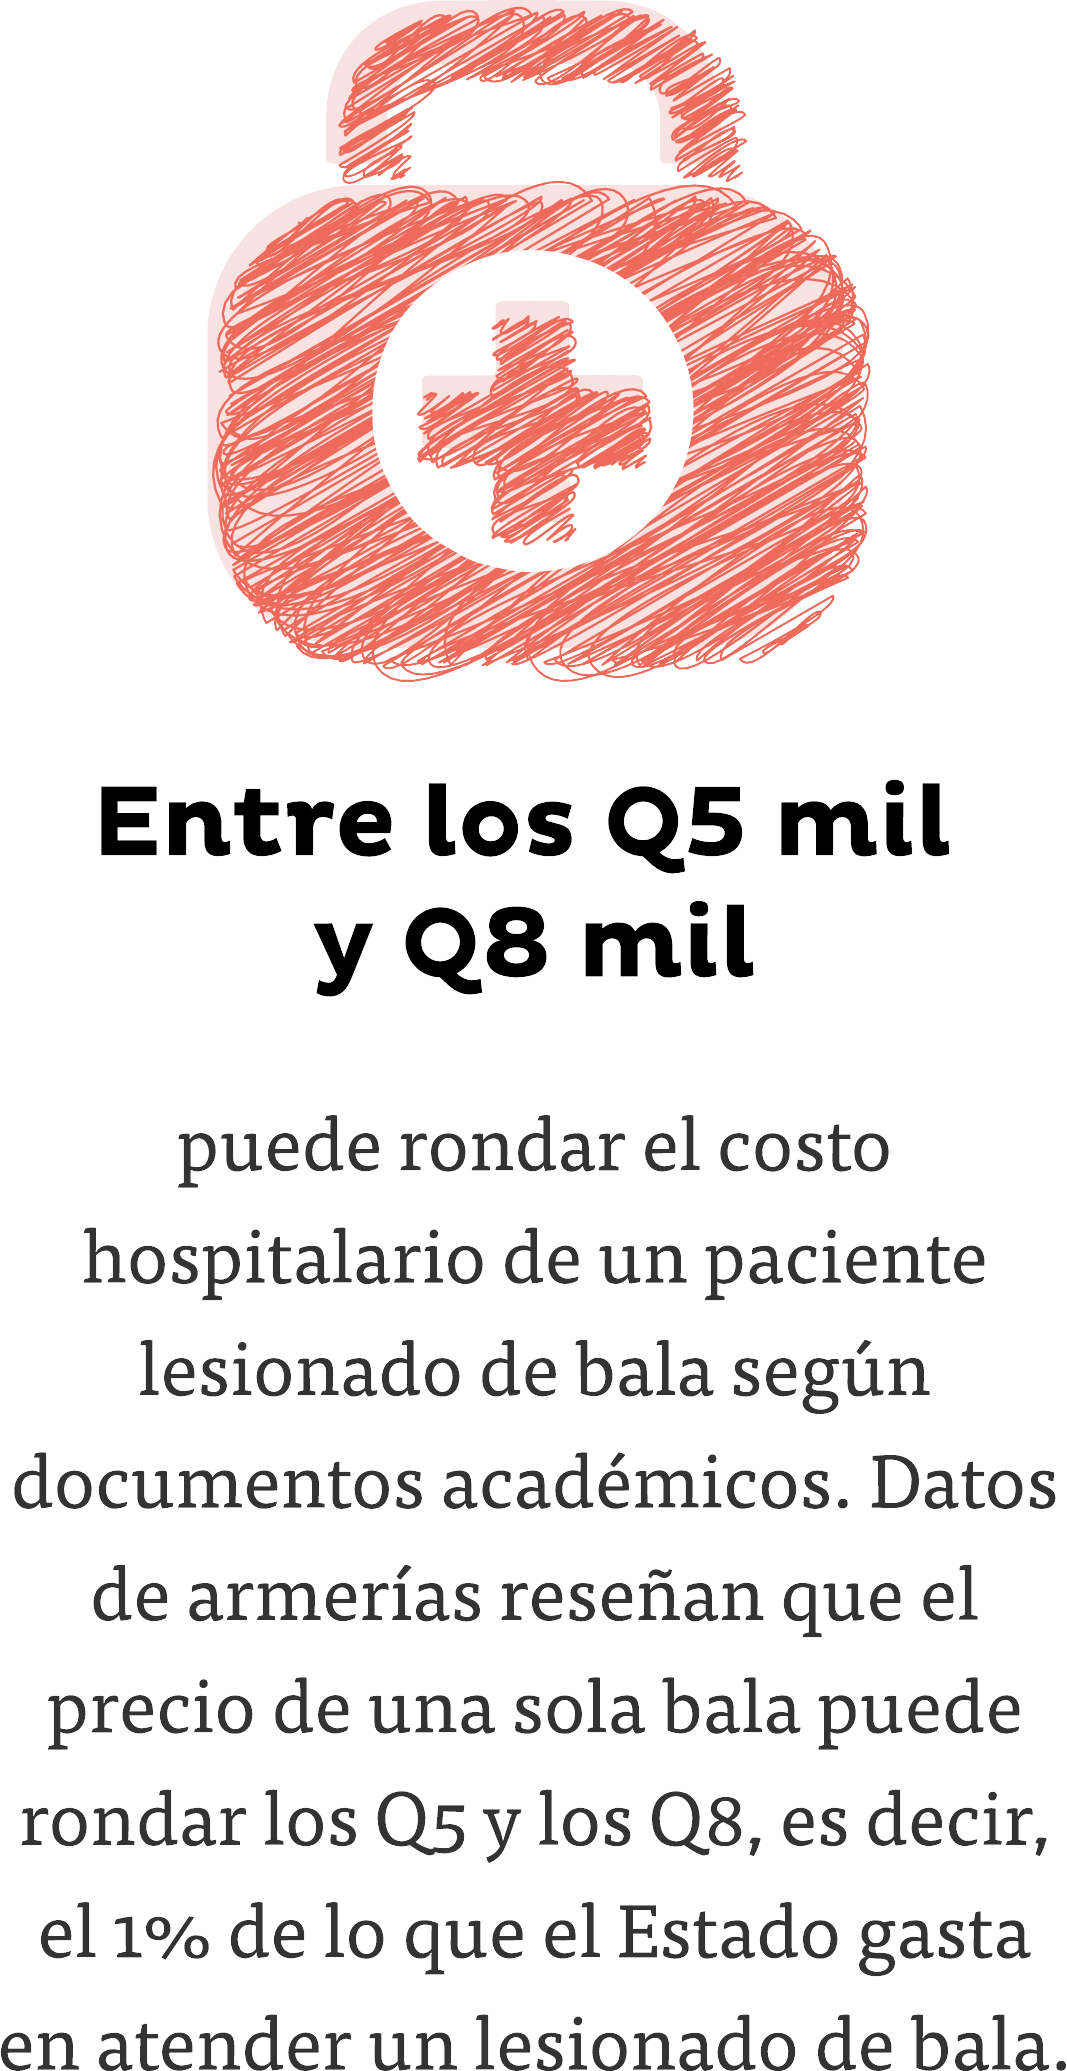 Entre los Q5 mil
y Q8 mil
puede rondar el costo
hospitalario de un paciente
lesionado de bala según
documentos académicos. Datos
de armerías reseñan que el
precio de una sola bala puede
rondar los Q5 y los Q8, es decir,
el 1% de lo que el Estado gasta
en atender un lesionado de bala.